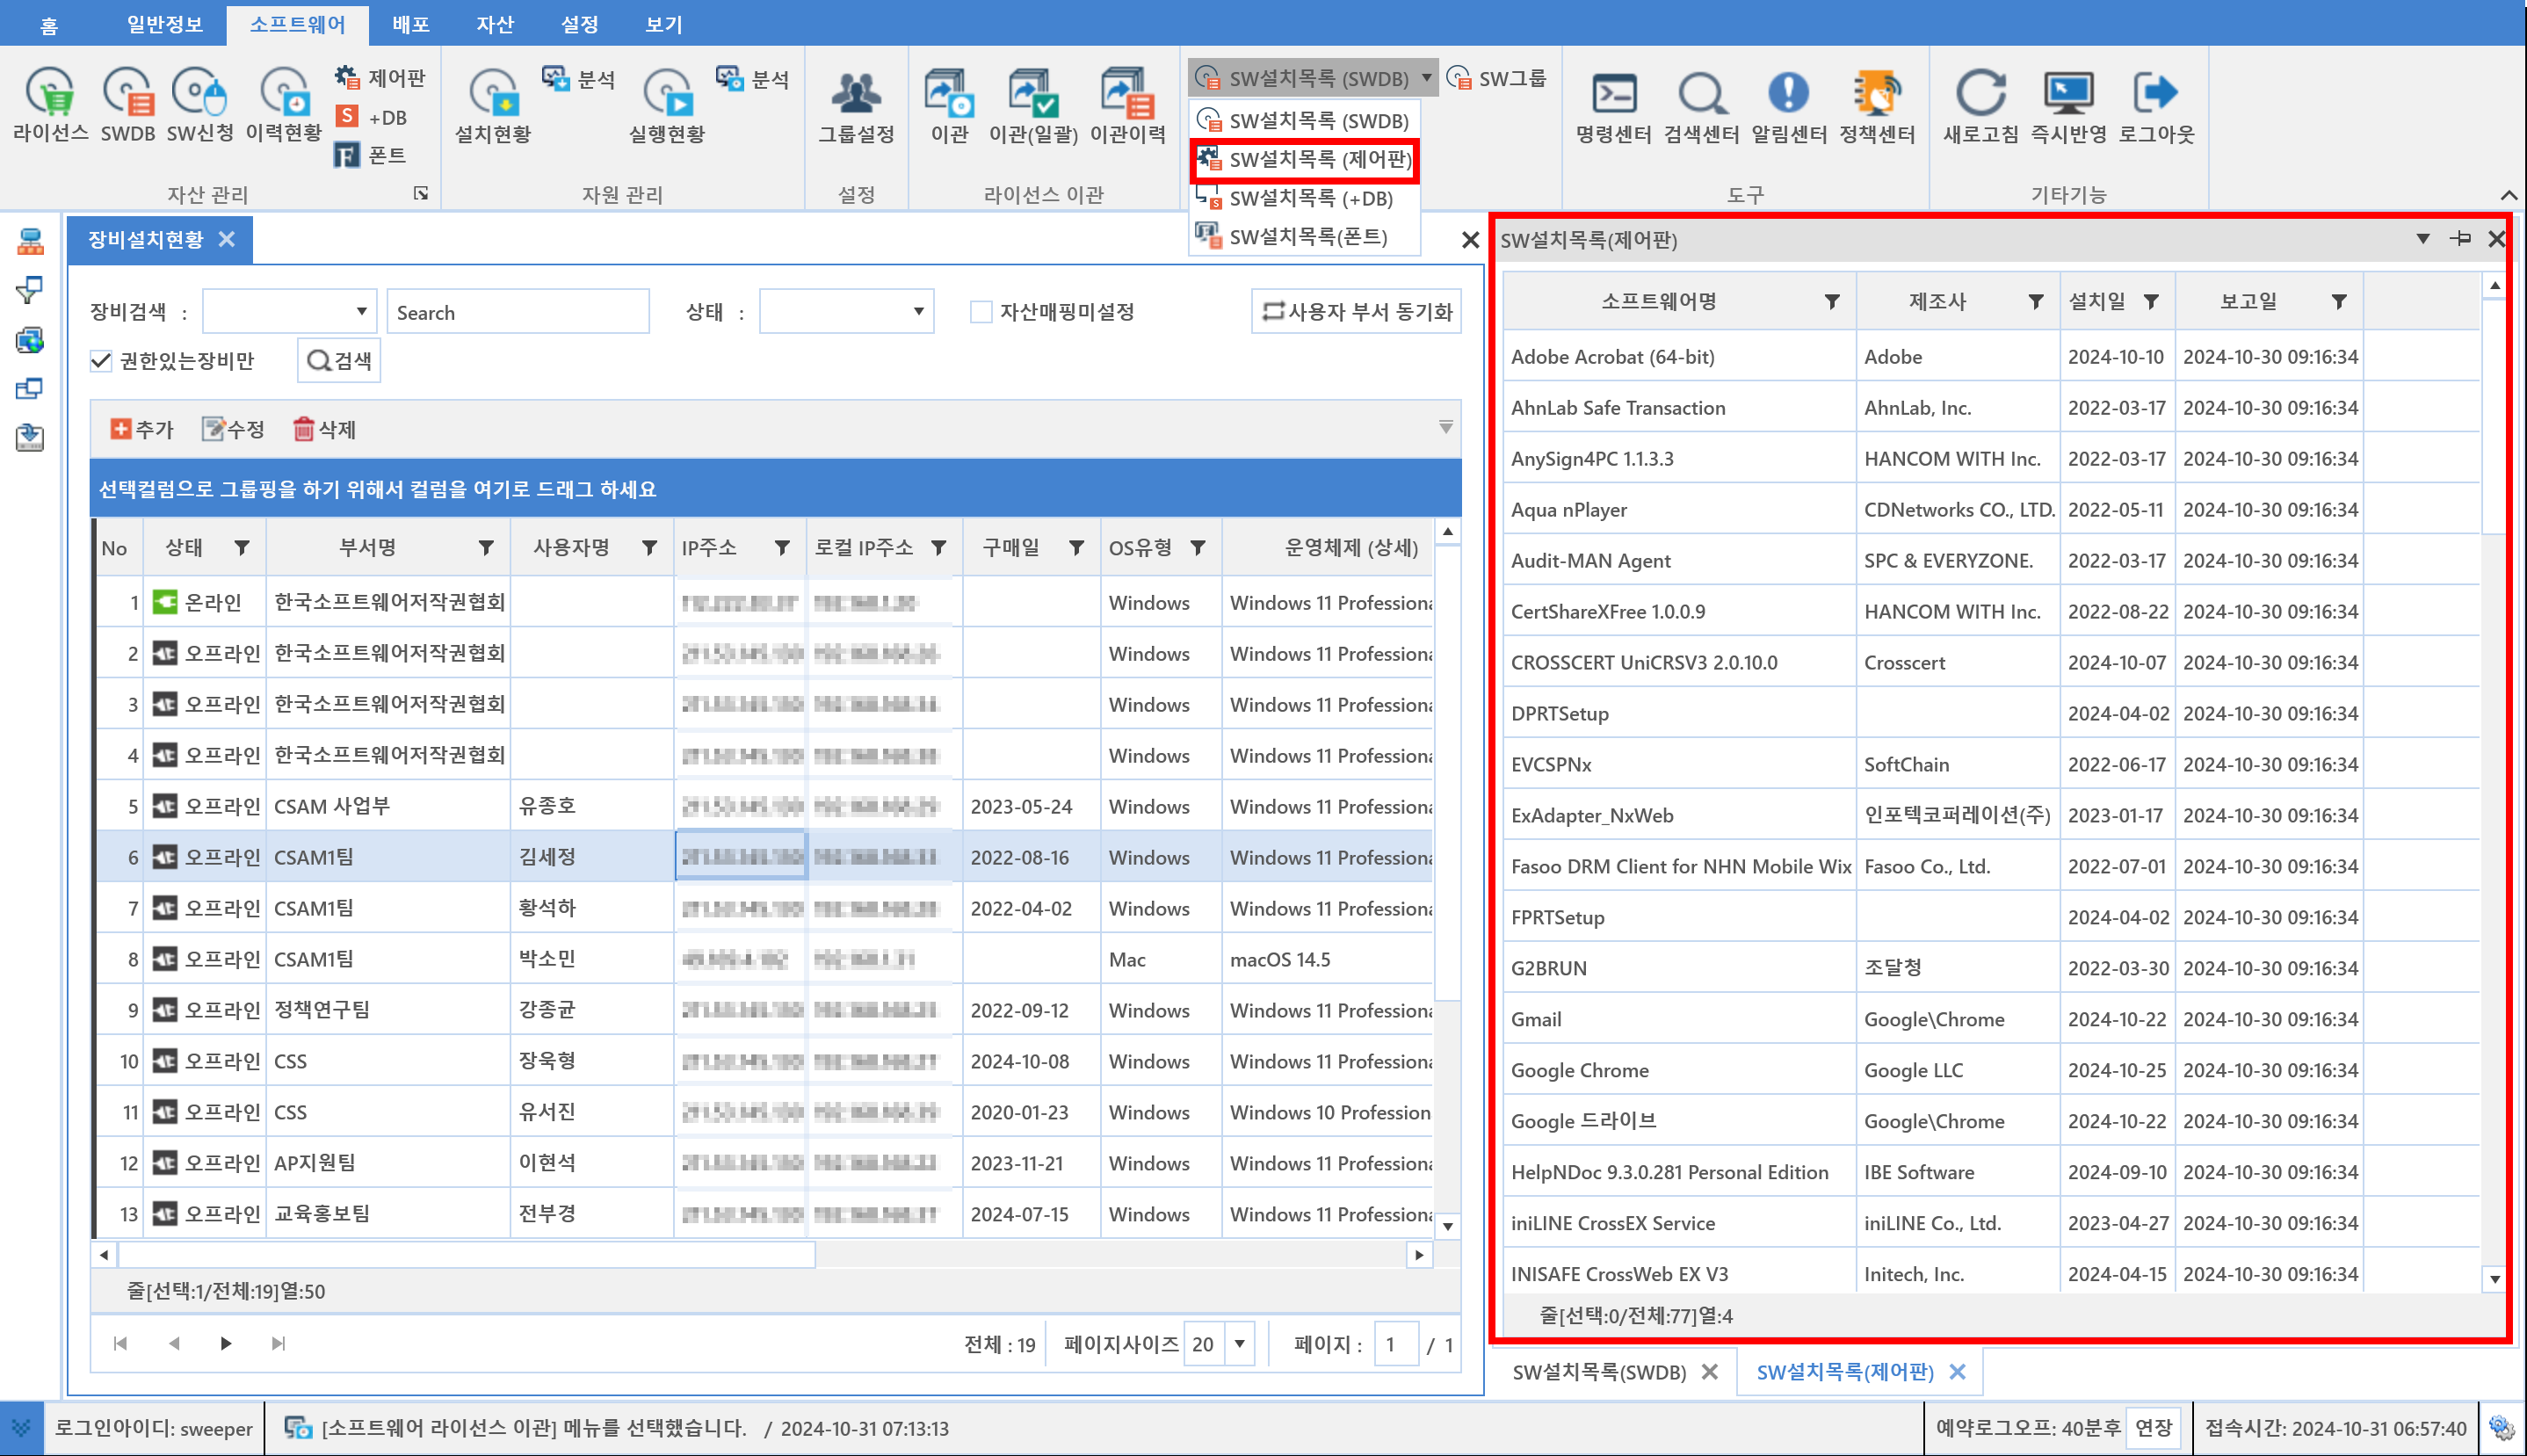 홈 일반정보 소프트웨어 배포 자산 설정 보기
라이선스 SWDB SW신청 이력현황 제어판 +DB 폰트
자산 관리
설치현황 분석 실행현황 분석
자원 관리
그룹설정
설정
이관 이관(일괄) 이관이력
라이선스 이관
SW설치목록 (SWDB) SW그룹
SW설치목록 (SWDB)
SW설치목록 (제어판)
SW설치목록 (+DB)
SW설치목록(폰트)
명령센터 검색센터 알림센터 정책센터
도구
새로고침 즉시반영 로그아웃
기타기능
장비설치현황
장비검색 : Search 상태 : 자산매핑미설정 사용자 부서 동기화
권한있는장비만 검색
추가 수정 삭제
선택컬럼으로 그룹핑을 하기 위해서 컬럼을 여기로 드래그 하세요
No 상태 부서명 사용자명 IP주소 로컬 IP주소 구매일 OS유형 운영체제 (상세)
1 온라인 한국소프트웨어저작권협회 Windows Windows 11 Professiona
2 오프라인 한국소프트웨어저작권협회 Windows Windows 11 Professiona
3 오프라인 한국소프트웨어저작권협회 Windows Windows 11 Professiona
4 오프라인 한국소프트웨어저작권협회 Windows Windows 11 Professiona
5 오프라인 CSAM 사업부 유종호 2023-05-24 Windows Windows 11 Professiona
6 오프라인 CSAM1팀 김세정 2022-08-16 Windows Windows 11 Professiona
7 오프라인 CSAM1팀 황석하 2022-04-02 Windows Windows 11 Professiona
8 오프라인 CSAM1팀 박소민 Mac macOS 14.5
9 오프라인 정책연구팀 강종균 2022-09-12 Windows Windows 11 Professiona
10 오프라인 CSS 장욱형 2024-10-08 Windows Windows 11 Professiona
11 오프라인 CSS 유서진 2020-01-23 Windows Windows 10 Profession
12 오프라인 AP지원팀 이현석 2023-11-21 Windows Windows 11 Professiona
13 오프라인 교육홍보팀 전부경 2024-07-15 Windows Windows 11 Professiona
줄[선택:1/전체:19]열:50
전체 : 19 페이지사이즈 20 페이지 : 1 / 1
SW설치목록(제어판)
소프트웨어명 제조사 설치일 보고일
Adobe Acrobat (64-bit) Adobe 2024-10-10 2024-10-30 09:16:34
AhnLab Safe Transaction AhnLab, Inc. 2022-03-17 2024-10-30 09:16:34
AnySign4PC 1.1.3.3 HANCOM WITH Inc. 2022-03-17 2024-10-30 09:16:34
Aqua nPlayer CDNetworks CO., LTD. 2022-05-11 2024-10-30 09:16:34
Audit-MAN Agent SPC & EVERYZONE. 2022-03-17 2024-10-30 09:16:34
CertShareXFree 1.0.0.9 HANCOM WITH Inc. 2022-08-22 2024-10-30 09:16:34
CROSSCERT UniCRSV3 2.0.10.0 Crosscert 2024-10-07 2024-10-30 09:16:34
DPRTSetup 2024-04-02 2024-10-30 09:16:34
EVCSPNx SoftChain 2022-06-17 2024-10-30 09:16:34
ExAdapter_NxWeb 인포텍코퍼레이션(주) 2023-01-17 2024-10-30 09:16:34
Fasoo DRM Client for NHN Mobile Wix Fasoo Co., Ltd. 2022-07-01 2024-10-30 09:16:34
FPRTSetup 2024-04-02 2024-10-30 09:16:34
G2BRUN 조달청 2022-03-30 2024-10-30 09:16:34
Gmail Google\Chrome 2024-10-22 2024-10-30 09:16:34
Google Chrome Google LLC 2024-10-25 2024-10-30 09:16:34
Google 드라이브 Google\Chrome 2024-10-22 2024-10-30 09:16:34
HelpNDoc 9.3.0.281 Personal Edition IBE Software 2024-09-10 2024-10-30 09:16:34
iniLINE CrossEX Service iniLINE Co., Ltd. 2023-04-27 2024-10-30 09:16:34
INISAFE CrossWeb EX V3 Initech, Inc. 2024-04-15 2024-10-30 09:16:34
줄[선택:0/전체:77]열:4
SW설치목록(SWDB) SW설치목록(제어판)
로그인아이디: sweeper [소프트웨어 라이선스 이관] 메뉴를 선택했습니다. / 2024-10-31 07:13:13 예약로그오프: 40분후 연장 접속시간: 2024-10-31 06:57:40